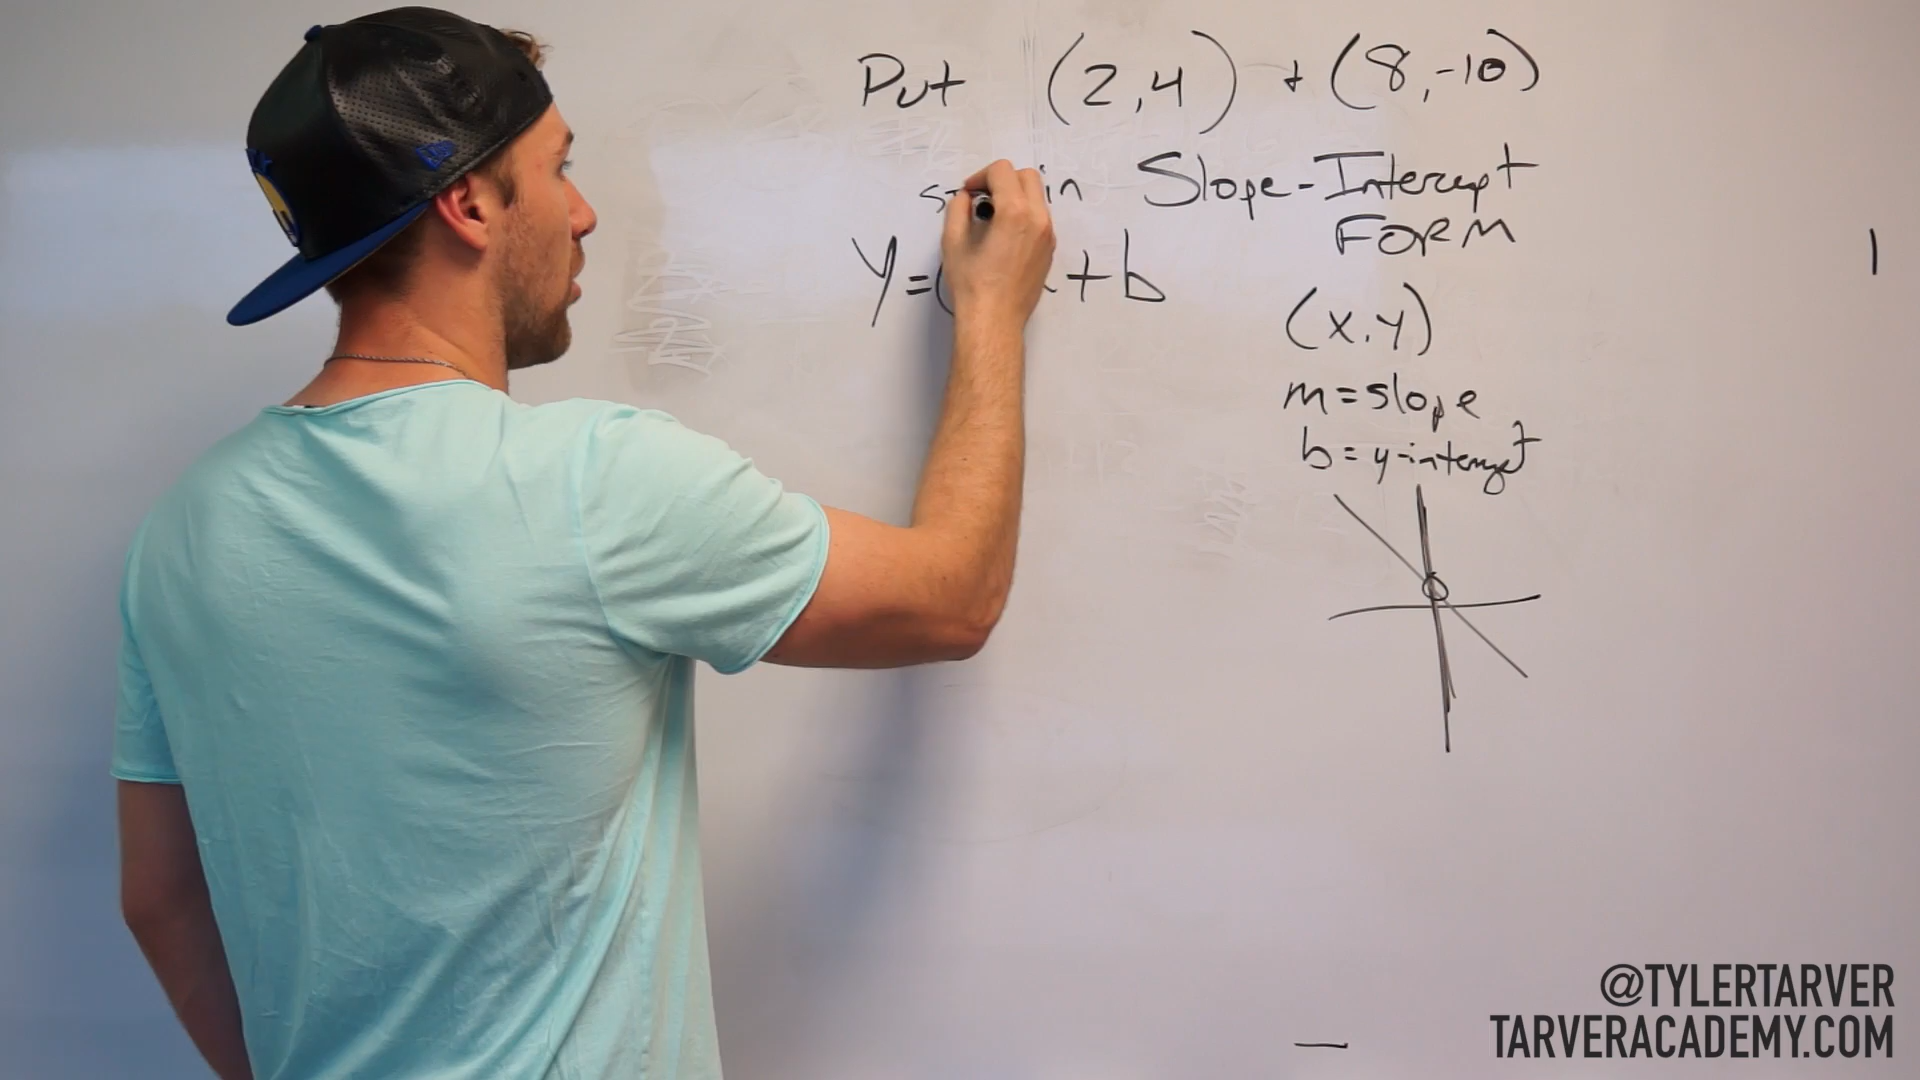 Put (2,4) + (8,-10)
in Slope-Intercept
FORM
y= +b
(x,y)
m=slope
b=y-intercept
@TYLERTARVER
TARVERACADEMY.COM